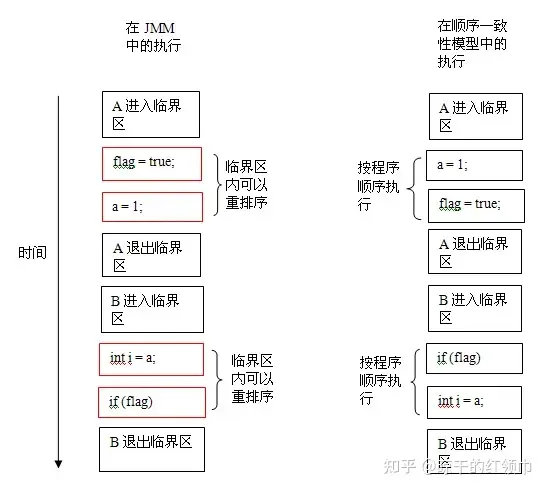 在 JMM
中的执行
在顺序一致
性模型中的
执行
A 进入临界
区
flag = true;
a = 1;
临界区
内可以
重排序
A 退出临界
区
B 进入临界
区
int i = a;
if (flag)
临界区
内可以
重排序
B 退出临界区
时间
A 进入临界
区
a = 1;
flag = true;
按程序
顺序执
行
A 退出临界
区
B 进入临界
区
if (flag)
int i = a;
按程序
顺序执
行
B 退出临界
区
知乎
的红领巾